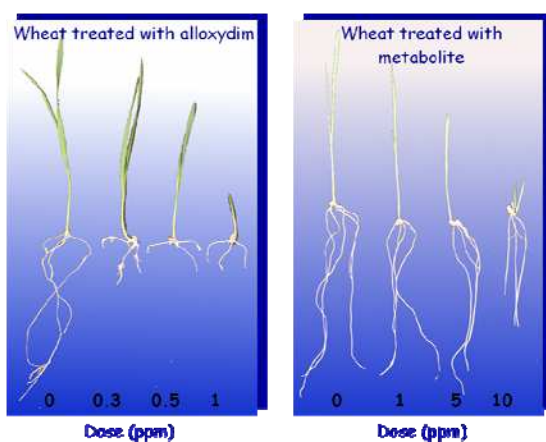 Wheat treated with alloxydim
0 0.3 0.5 1
Dose (ppm)
Wheat treated with
metabolite
0 1 5 10
Dose (ppm)